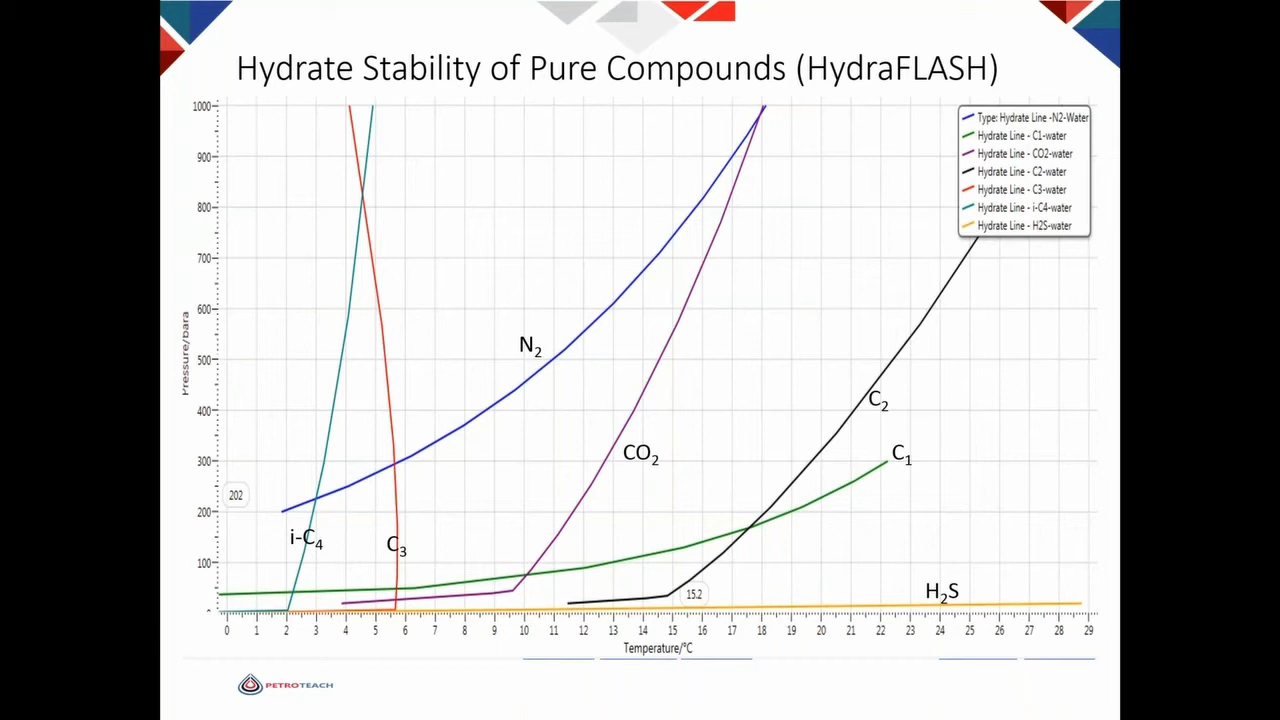 Hydrate Stability of Pure Compounds (HydraFLASH)
1000
900
800
700
600
500
400
300
200
100
Pressure/bara
Type: Hydrate Line -N2-Water
Hydrate Line - C1-water
Hydrate Line - CO2-water
Hydrate Line - C2-water
Hydrate Line - C3-water
Hydrate Line - i-C4-water
Hydrate Line - H2S-water
N2
C2
CO2
C1
202
i-C4
C3
H2S
15.2
0 1 2 3 4 5 6 7 8 9 10 11 12 13 14 15 16 17 18 19 20 21 22 23 24 25 26 27 28 29
Temperature/°C
PETROTEACH